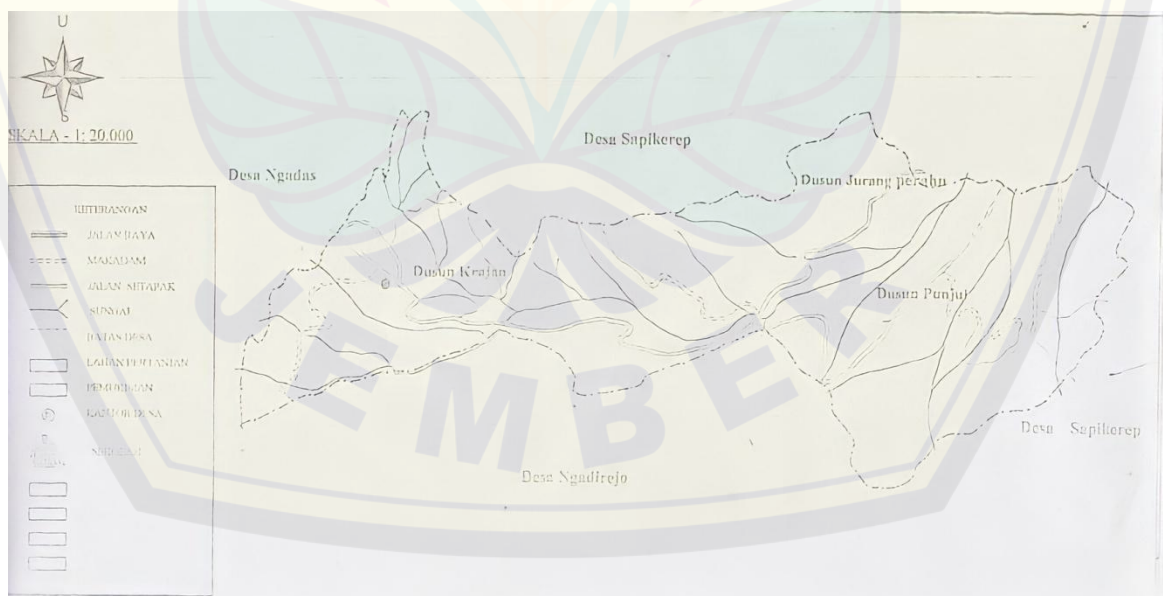 U
S
SKALA - 1: 20.000
Desa Ngadas
Desa Sapikerep
Dusun Jurang perahu
KETERANGAN
JALAN RAYA
MAKADAM
JALAN SETAPAK
SUNGAI
BATAS DESA
LAHAN PERTANIAN
PEMUKIMAN
KANTOR DESA
Dusun Krajan
Dusun Punjul
Desa Sapikerep
Desa Ngadirejo
JEMBER